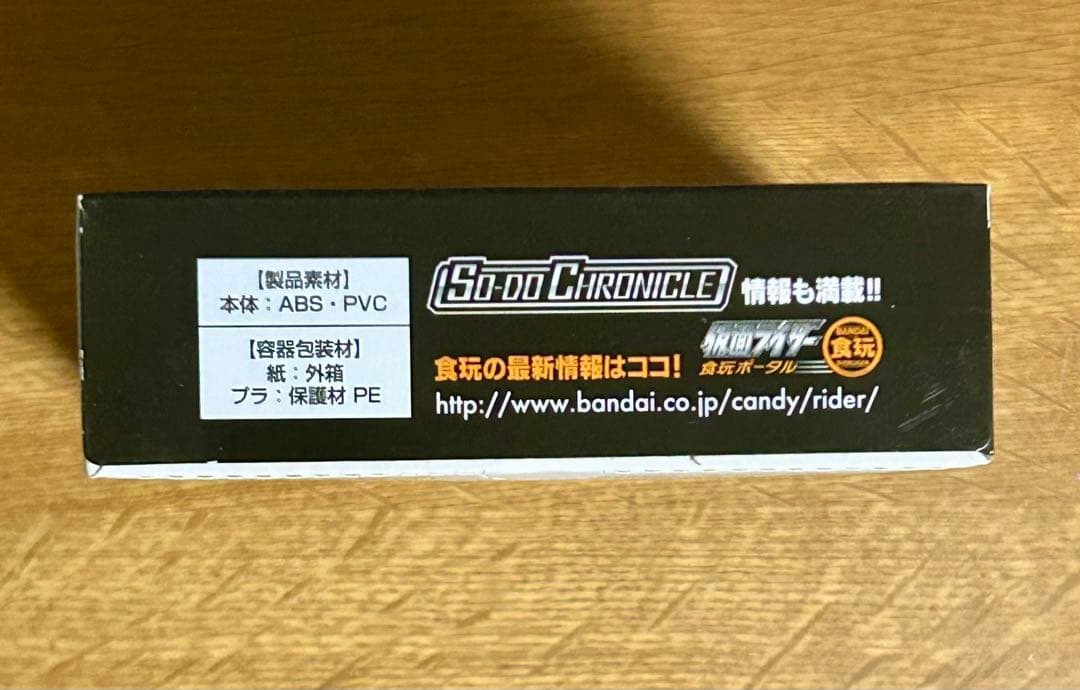 【製品素材】
本体：ABS・PVC
【容器包装材】
紙：外箱
プラ：保護材 PE
SO-DO CHRONICLE 情報も満載!!
仮面ライダー
食玩ポータル
BANDAI
食玩
食玩の最新情報はココ！
http://www.bandai.co.jp/candy/rider/